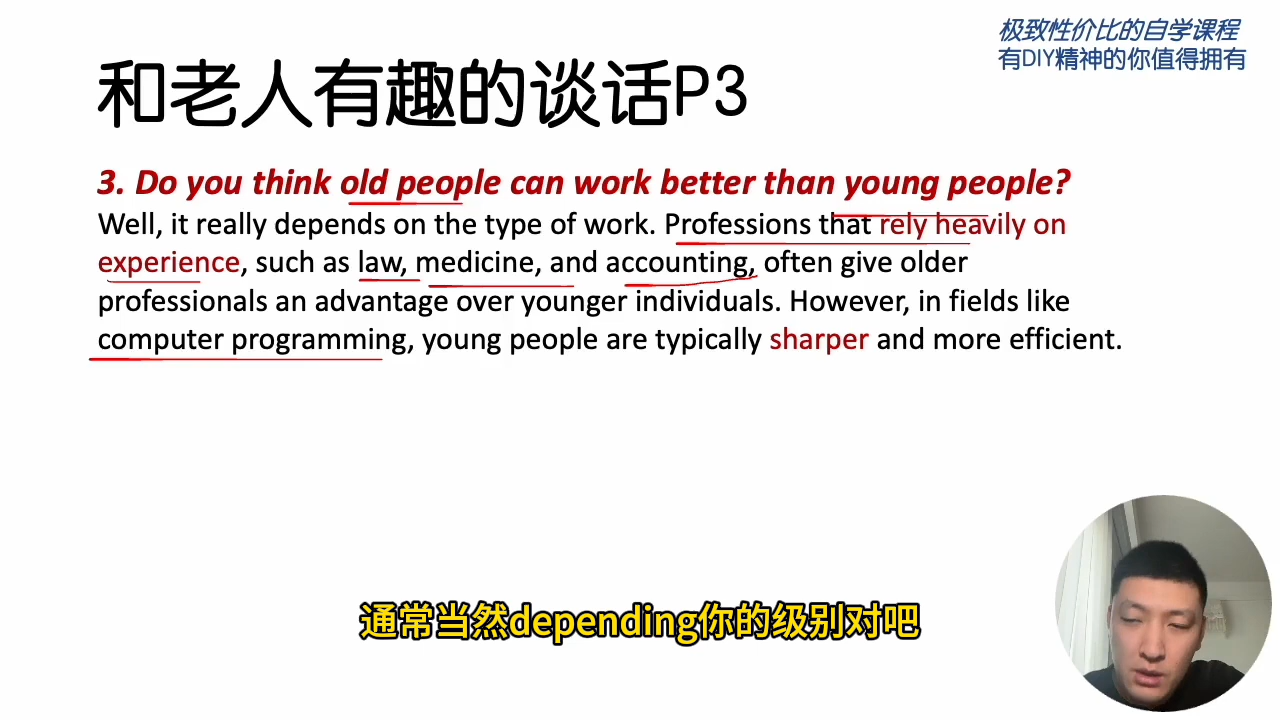 极致性价比的自学课程
有DIY精神的你值得拥有
和老人有趣的谈话P3
3. Do you think old people can work better than young people?
Well, it really depends on the type of work. Professions that rely heavily on
experience, such as law, medicine, and accounting, often give older
professionals an advantage over younger individuals. However, in fields like
computer programming, young people are typically sharper and more efficient.
通常当然depending你的级别对吧